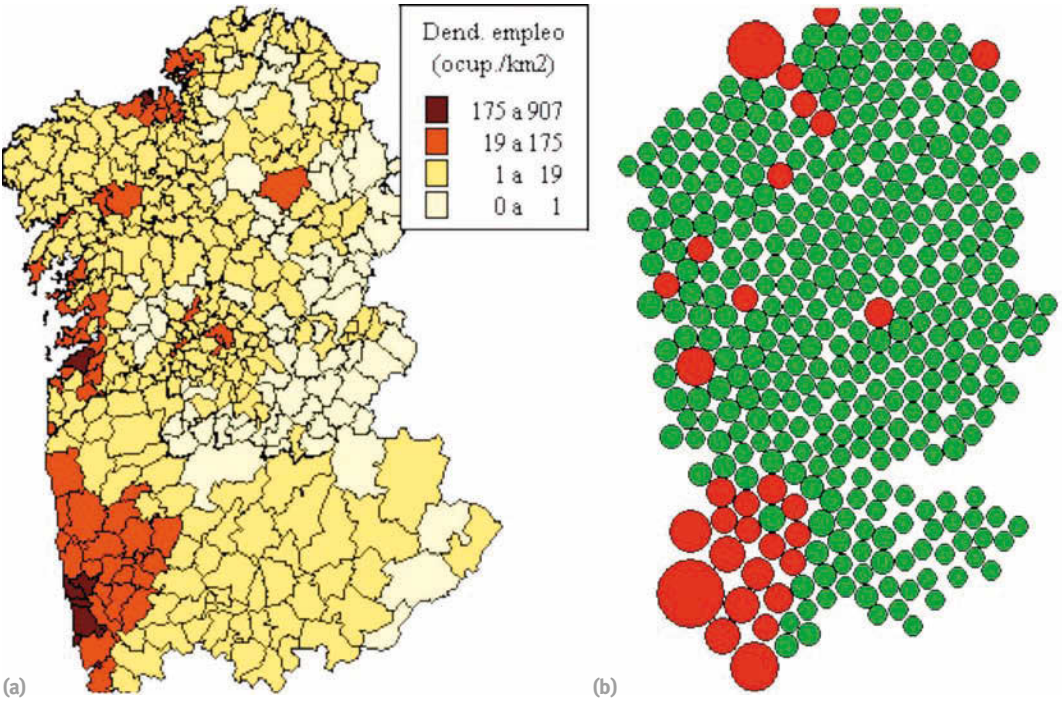 Dend. empleo
(ocup./km2)
175 a 907
19 a 175
1 a 19
0 a 1
(a)
(b)